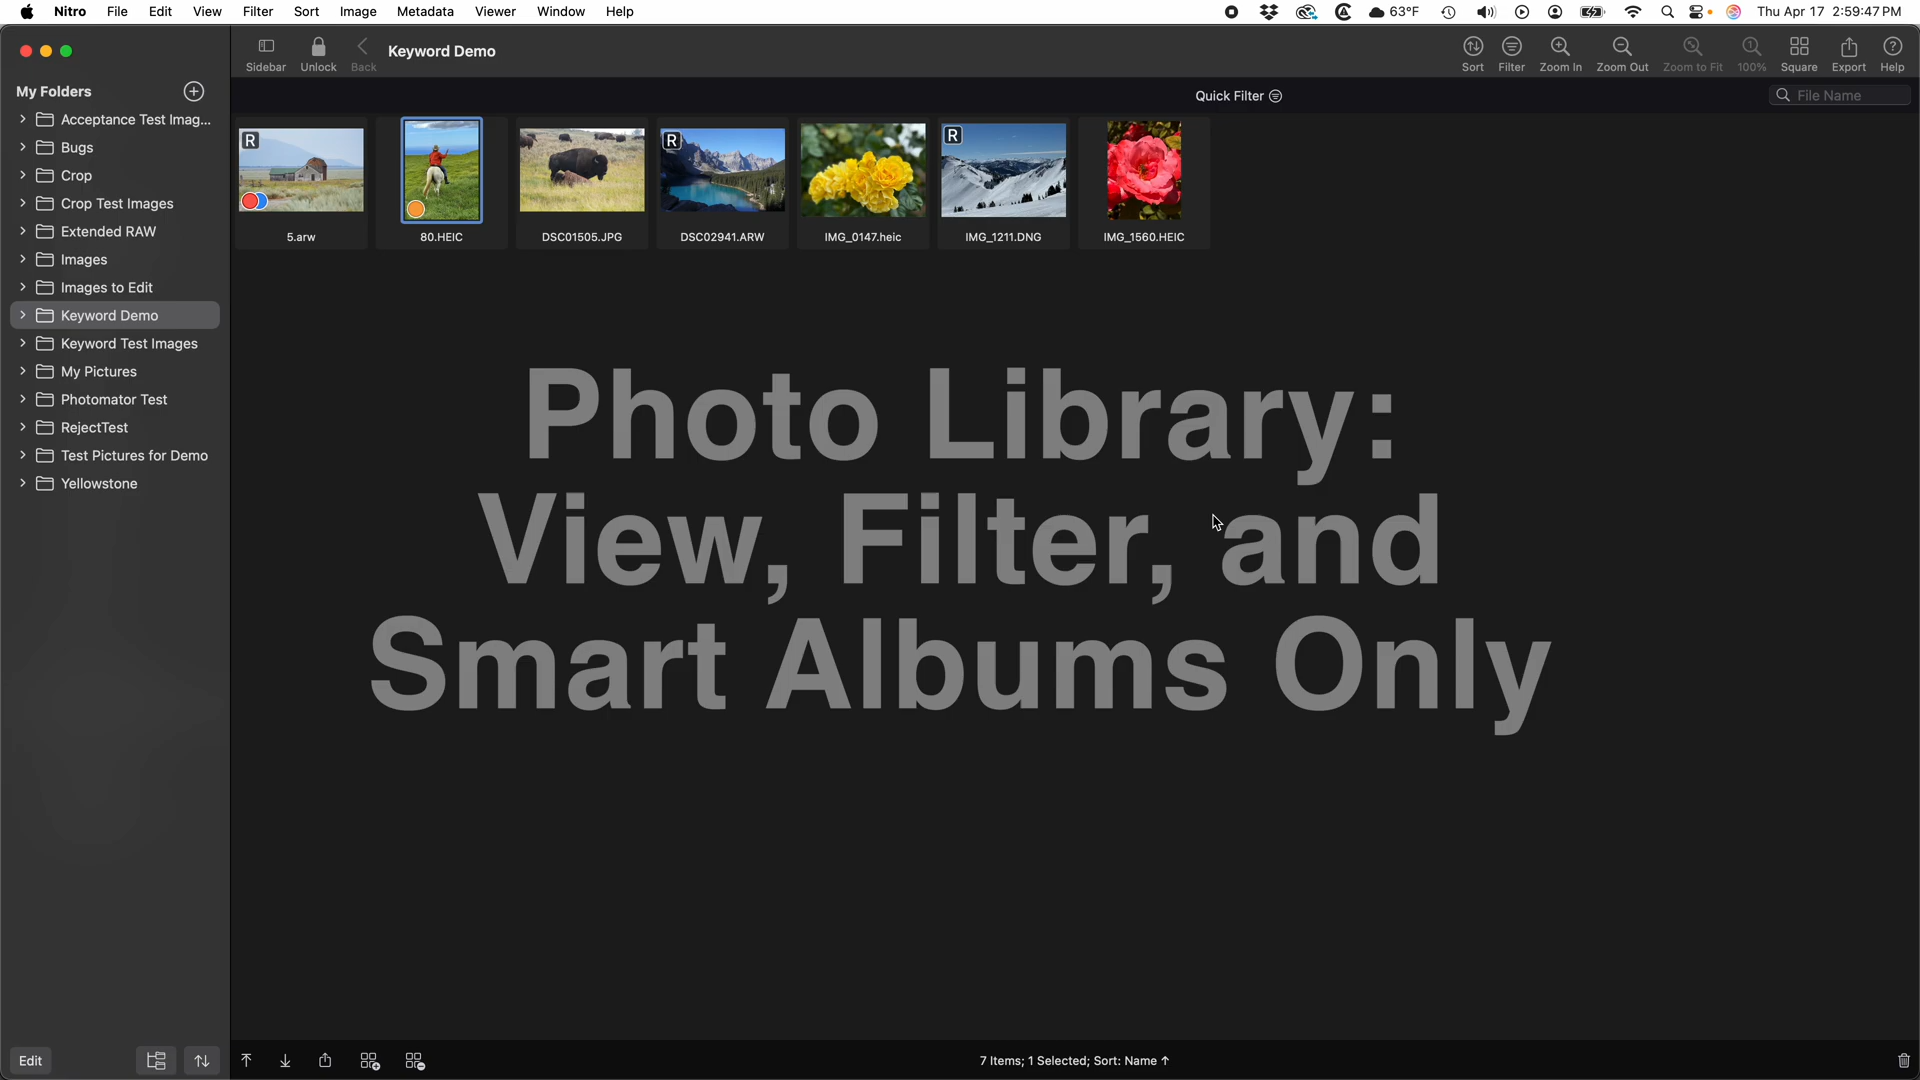 Nitro File Edit View Filter Sort Image Metadata Viewer Window Help 63°F Thu Apr 17 2:59:47 PM
Sidebar Unlock Back Keyword Demo Sort Filter Zoom In Zoom Out Zoom to Fit 100% Square Export Help
My Folders
Quick Filter
File Name
Acceptance Test Imag...
Bugs
Crop
Crop Test Images
Extended RAW
Images
Images to Edit
Keyword Demo
Keyword Test Images
My Pictures
Photomator Test
RejectTest
Test Pictures for Demo
Yellowstone
R R R
5.arw 80.HEIC DSC01505.JPG DSC02941.ARW IMG_0147.heic IMG_1211.DNG IMG_1560.HEIC
Photo Library:
View, Filter, and
Smart Albums Only
Edit
7 Items; 1 Selected; Sort: Name ↑